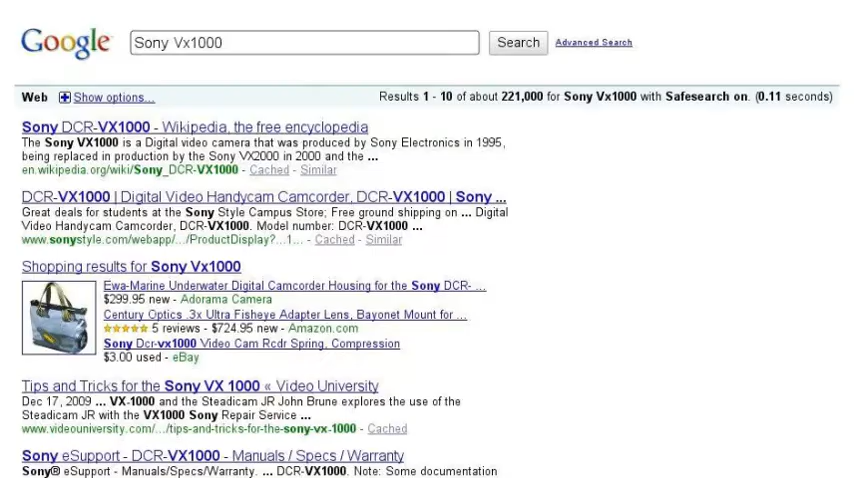 Google Sony Vx1000 Search Advanced Search
Web Show options... Results 1 - 10 of about 221,000 for Sony Vx1000 with Safesearch on. (0.11 seconds)
Sony DCR-VX1000 - Wikipedia, the free encyclopedia
The Sony VX1000 is a Digital video camera that was produced by Sony Electronics in 1995,
being replaced in production by the Sony VX2000 in 2000 and the ...
en.wikipedia.org/wiki/Sony_DCR-VX1000 - Cached - Similar
DCR-VX1000 | Digital Video Handycam Camcorder, DCR-VX1000 | Sony ...
Great deals for students at the Sony Style Campus Store; Free ground shipping on ... Digital
Video Handycam Camcorder, DCR-VX1000. Model number: DCR-VX1000 ...
www.sonystyle.com/webapp/.../ProductDisplay?...1... - Cached - Similar
Shopping results for Sony Vx1000
Ewa-Marine Underwater Digital Camcorder Housing for the Sony DCR- ...
$299.95 new - Adorama Camera
Century Optics .3x Ultra Fisheye Adapter Lens, Bayonet Mount for ...
5 reviews - $724.95 new - Amazon.com
Sony Dcr-vx1000 Video Cam Rcdr Spring, Compression
$3.00 used - eBay
Tips and Tricks for the Sony VX 1000 « Video University
Dec 17, 2009 ... VX-1000 and the Steadicam JR John Brune explores the use of the
Steadicam JR with the VX1000 Sony Repair Service ...
www.videouniversity.com/.../tips-and-tricks-for-the-sony-vx-1000 - Cached
Sony eSupport - DCR-VX1000 - Manuals / Specs / Warranty
Sony® eSupport - Manuals/Specs/Warranty. ... DCR-VX1000. Note: Some documentation